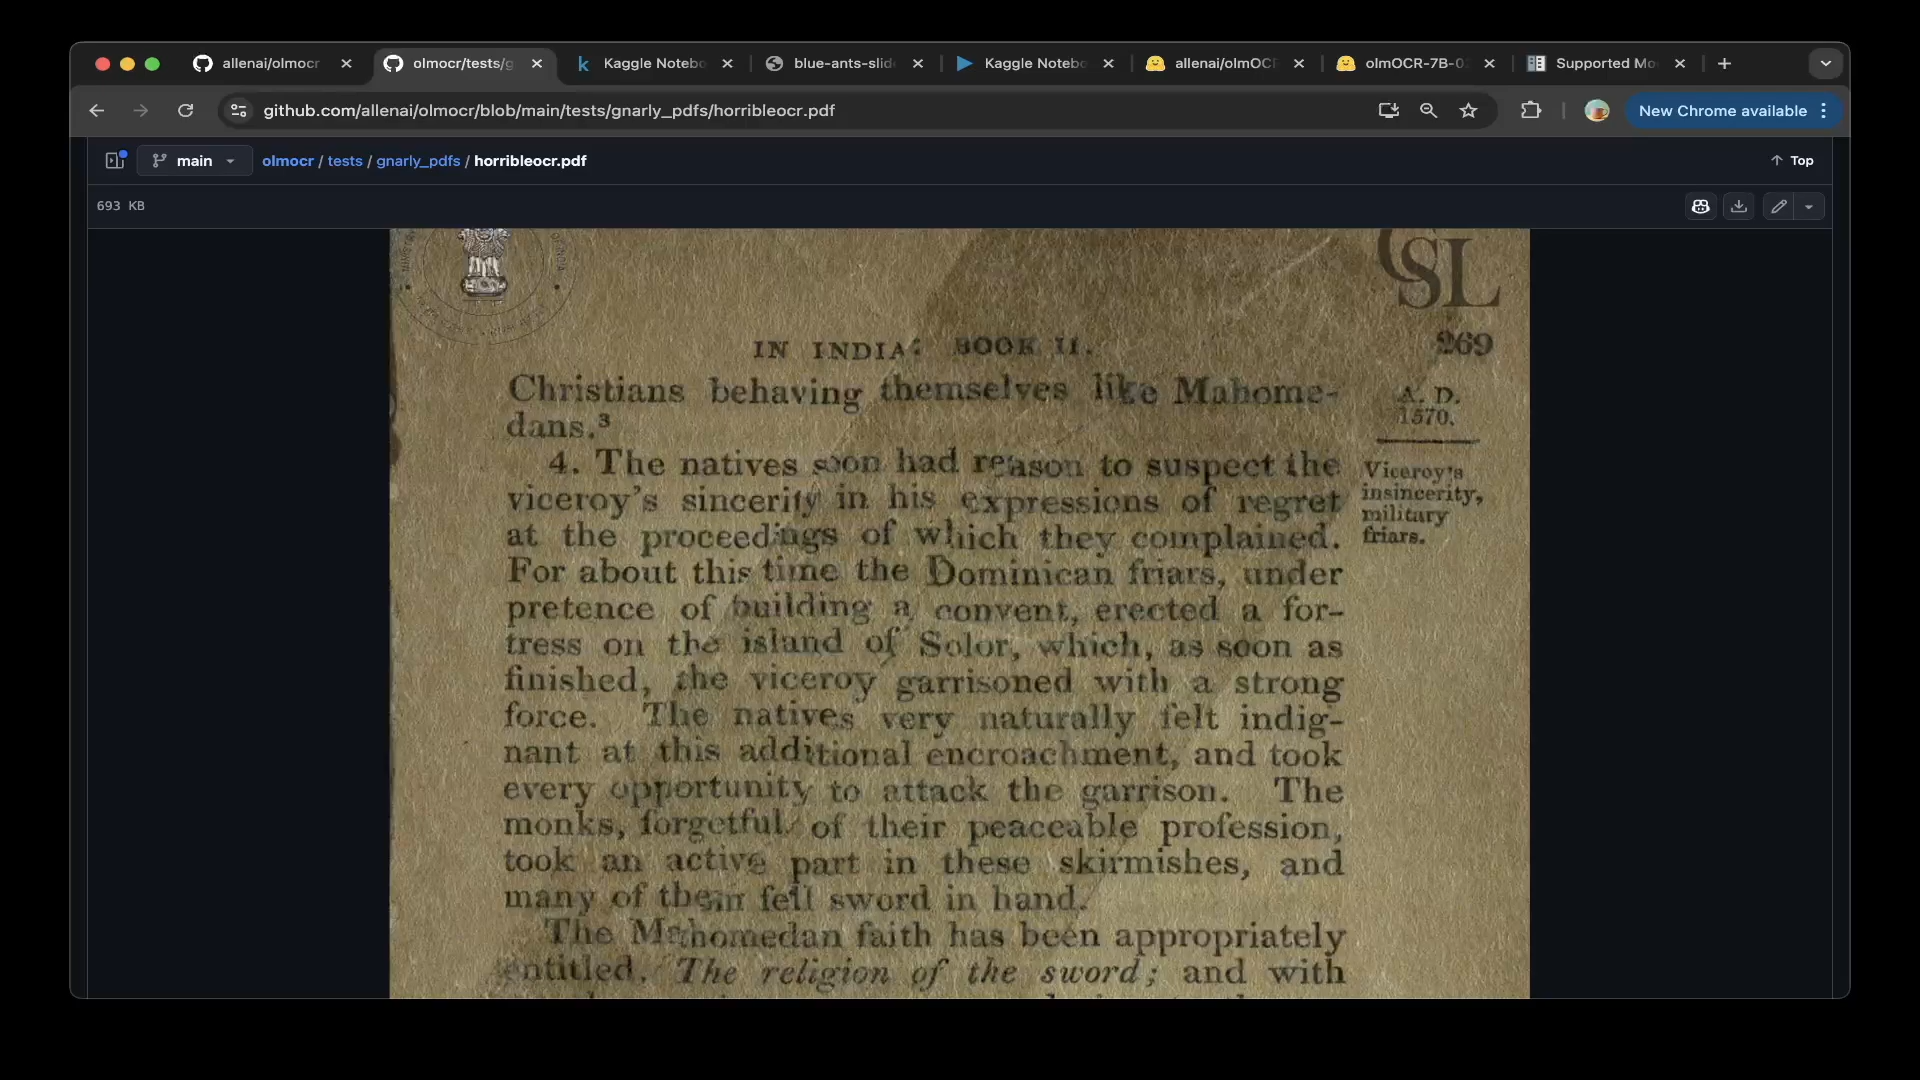 allenai/olmocr
olmocr/tests/g
Kaggle Notebo
blue-ants-slid
Kaggle Notebo
allenai/olmOC
olmOCR-7B-0
Supported Mo
github.com/allenai/olmocr/blob/main/tests/gnarly_pdfs/horribleocr.pdf
New Chrome available
main
olmocr / tests / gnarly_pdfs / horribleocr.pdf
Top
693 KB
CSL
IN INDIA: BOOK II.
269
Christians behaving themselves like Mahome-
dans.³
A. D.
1570.
4. The natives soon had reason to suspect the
viceroy's sincerity in his expressions of regret
at the proceedings of which they complained.
For about this time the Dominican friars, under
pretence of building a convent, erected a for-
tress on the island of Solor, which, as soon as
finished, the viceroy garrisoned with a strong
force. The natives very naturally felt indig-
nant at this additional encroachment, and took
every opportunity to attack the garrison. The
monks, forgetful of their peaceable profession,
took an active part in these skirmishes, and
many of them fell sword in hand.
The Mahomedan faith has been appropriately
entitled. The religion of the sword; and with
Viceroy's
insincerity,
military
friars.